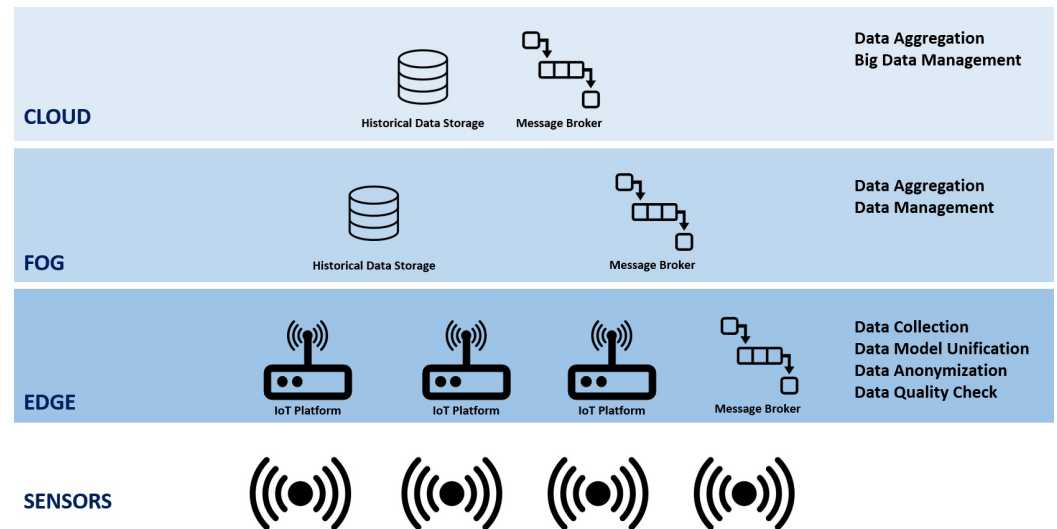 Data Aggregation
Big Data Management
CLOUD
Historical Data Storage
Message Broker
Data Aggregation
Data Management
FOG
Historical Data Storage
Message Broker
Data Collection
Data Model Unification
Data Anonymization
Data Quality Check
EDGE
IoT Platform
IoT Platform
IoT Platform
Message Broker
SENSORS